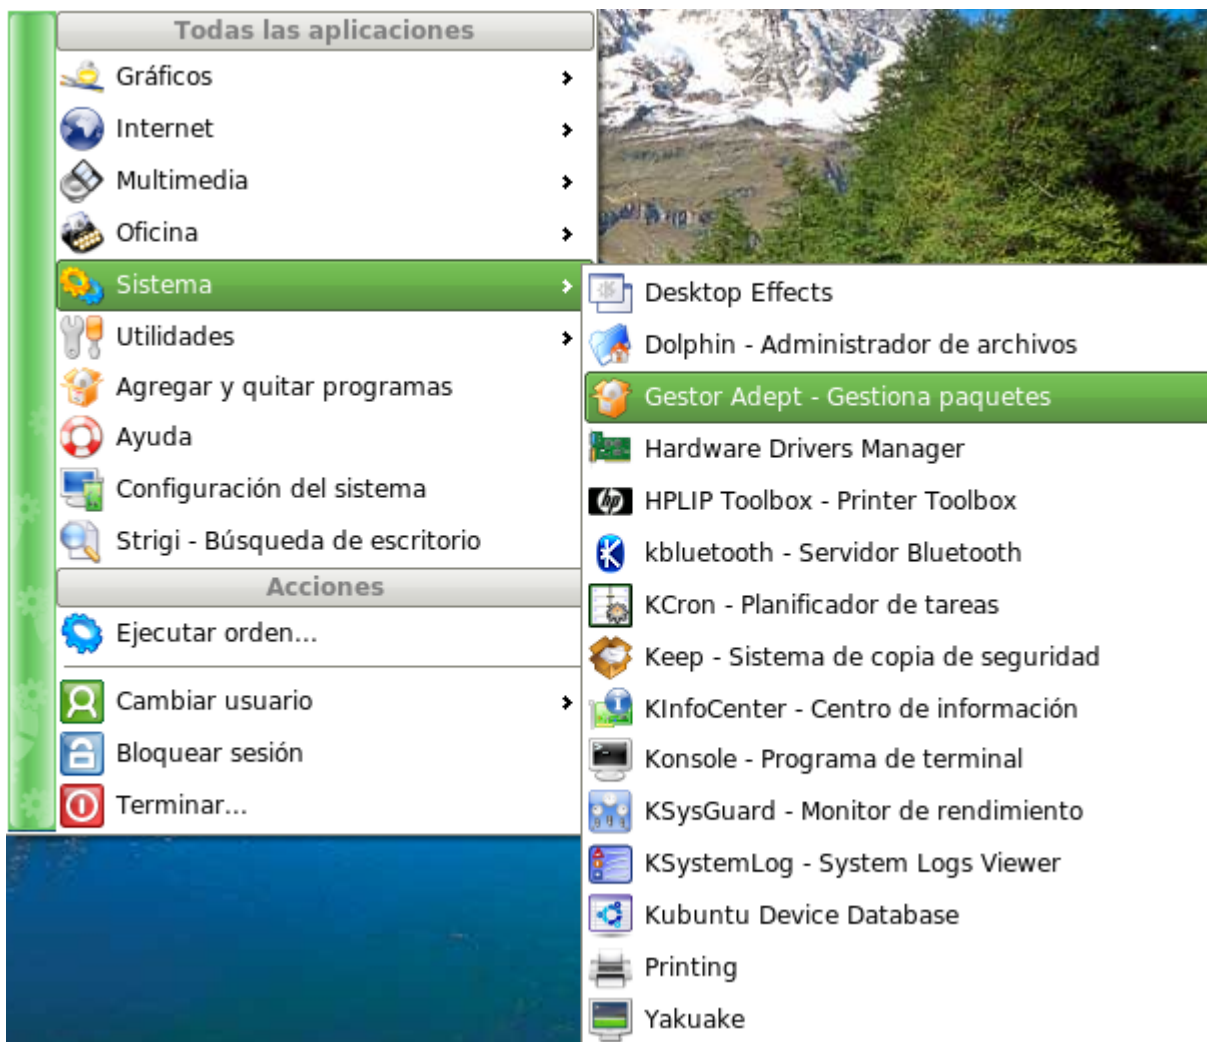 Todas las aplicaciones
Gráficos
Internet
Multimedia
Oficina
Sistema
Utilidades
Agregar y quitar programas
Ayuda
Configuración del sistema
Strigi - Búsqueda de escritorio
Acciones
Ejecutar orden...
Cambiar usuario
Bloquear sesión
Terminar...
Desktop Effects
Dolphin - Administrador de archivos
Gestor Adept - Gestiona paquetes
Hardware Drivers Manager
HPLIP Toolbox - Printer Toolbox
kbluetooth - Servidor Bluetooth
KCron - Planificador de tareas
Keep - Sistema de copia de seguridad
KInfoCenter - Centro de información
Konsole - Programa de terminal
KSysGuard - Monitor de rendimiento
KSystemLog - System Logs Viewer
Kubuntu Device Database
Printing
Yakuake